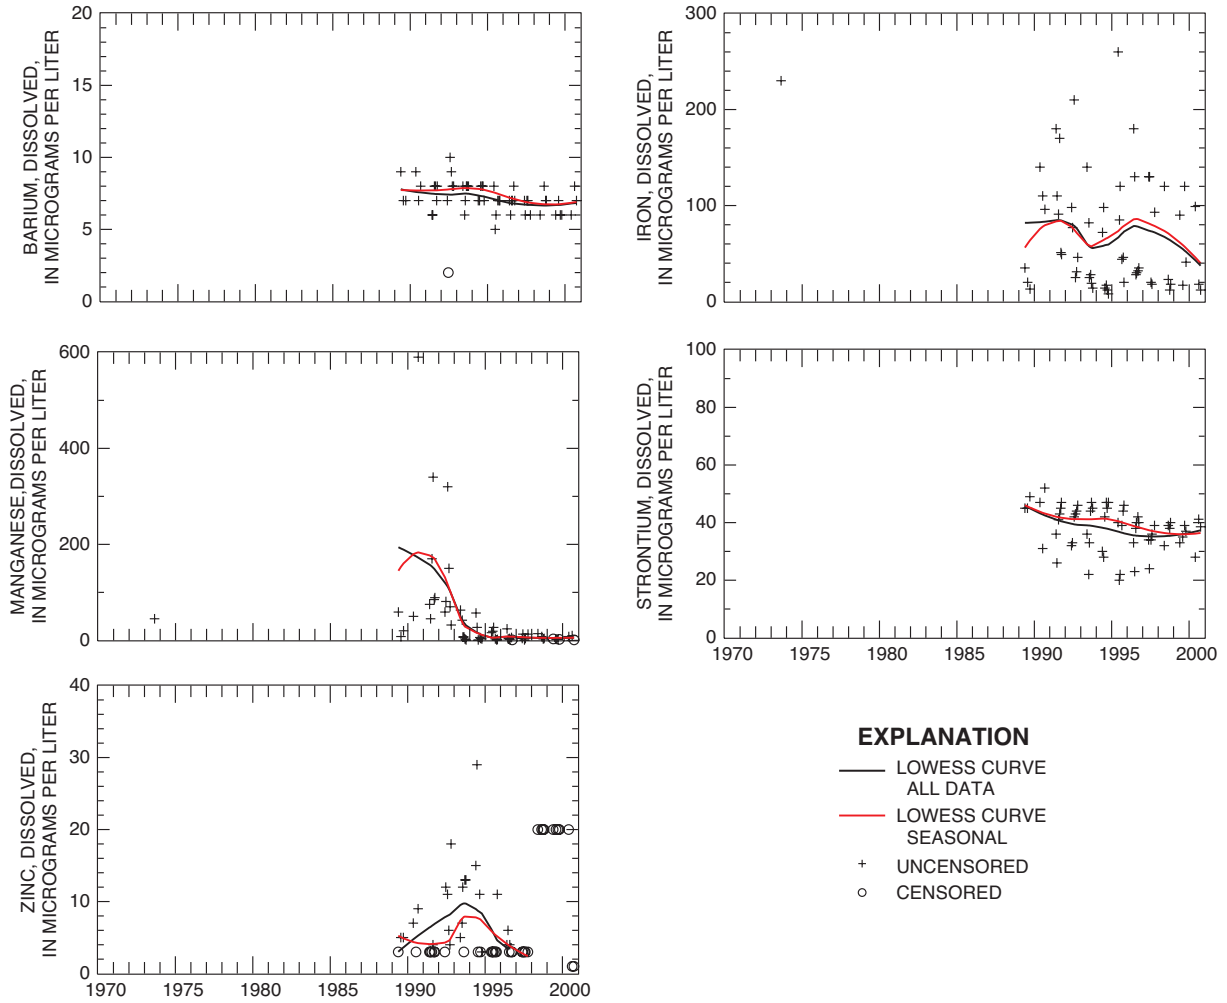 BARIUM, DISSOLVED,
IN MICROGRAMS PER LITER
20
15
10
5
0
IRON, DISSOLVED,
IN MICROGRAMS PER LITER
300
200
100
0
MANGANESE,DISSOLVED,
IN MICROGRAMS PER LITER
600
400
200
0
STRONTIUM, DISSOLVED,
IN MICROGRAMS PER LITER
100
80
60
40
20
0
1970 1975 1980 1985 1990 1995 2000
ZINC, DISSOLVED,
IN MICROGRAMS PER LITER
40
30
20
10
0
1970 1975 1980 1985 1990 1995 2000
EXPLANATION
LOWESS CURVE
ALL DATA
LOWESS CURVE
SEASONAL
UNCENSORED
CENSORED